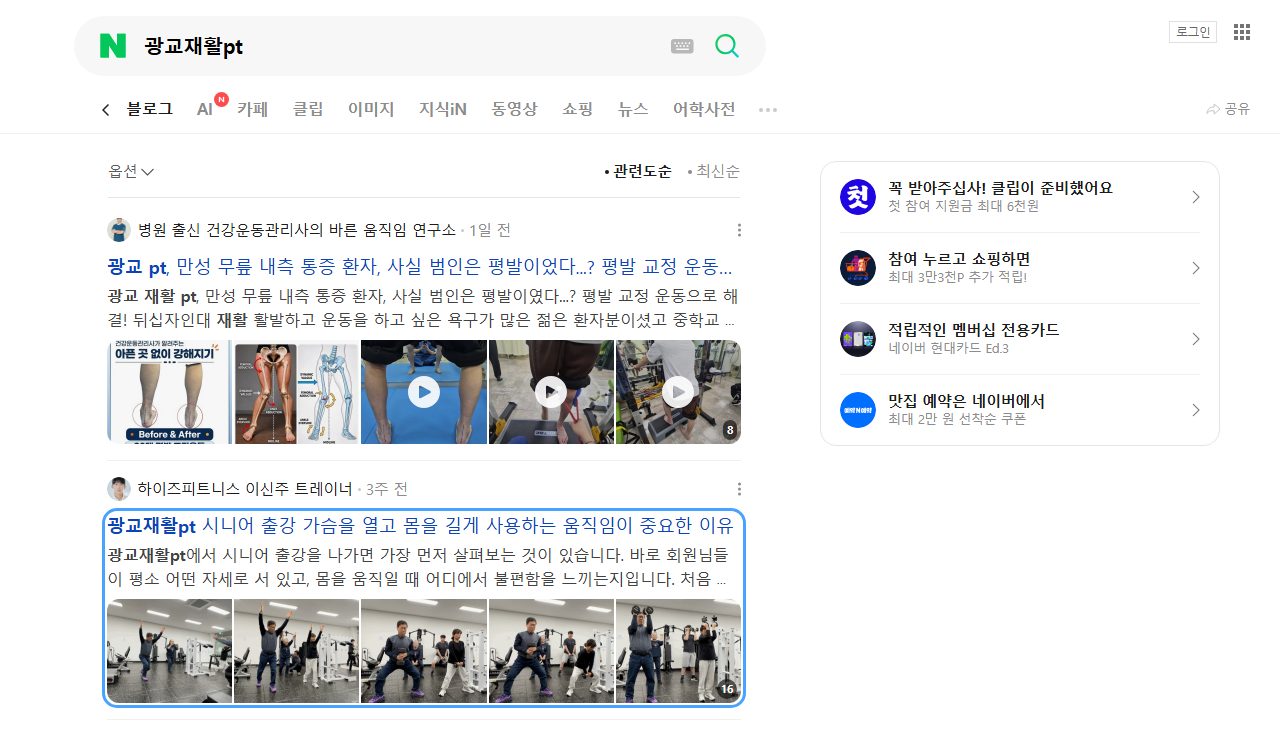 광교재활pt
로그인
블로그
AI
N
카페
클립
이미지
지식iN
동영상
쇼핑
뉴스
어학사전
공유
옵션
• 관련도순
• 최신순
병원 출신 건강운동관리사의 바른 움직임 연구소 · 1일 전
광교 pt, 만성 무릎 내측 통증 환자, 사실 범인은 평발이었다...? 평발 교정 운동...
광교 재활 pt, 만성 무릎 내측 통증 환자, 사실 범인은 평발이였다...? 평발 교정 운동으로 해
결! 뒤십자인대 재활 활발하고 운동을 하고 싶은 욕구가 많은 젊은 환자분이셨고 중학교 ...
건강운동관리사가 알려주는
아픈 곳 없이 강해지기
Before & After
8
하이즈피트니스 이신주 트레이너 · 3주 전
광교재활pt 시니어 출강 가슴을 열고 몸을 길게 사용하는 움직임이 중요한 이유
광교재활pt에서 시니어 출강을 나가면 가장 먼저 살펴보는 것이 있습니다. 바로 회원님들
이 평소 어떤 자세로 서 있고, 몸을 움직일 때 어디에서 불편함을 느끼는지입니다. 처음 ...
16
첫
꼭 받아주십사! 클립이 준비했어요
첫 참여 지원금 최대 6천원
참여 누르고 쇼핑하면
최대 3만3천P 추가 적립!
적립적인 멤버십 전용카드
네이버 현대카드 Ed.3
맛집 예약은 네이버에서
최대 2만 원 선착순 쿠폰